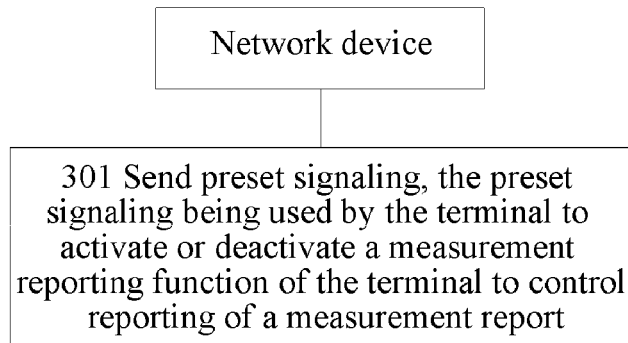 Network device
301 Send preset signaling, the preset
signaling being used by the terminal to
activate or deactivate a measurement
reporting function of the terminal to control
reporting of a measurement report